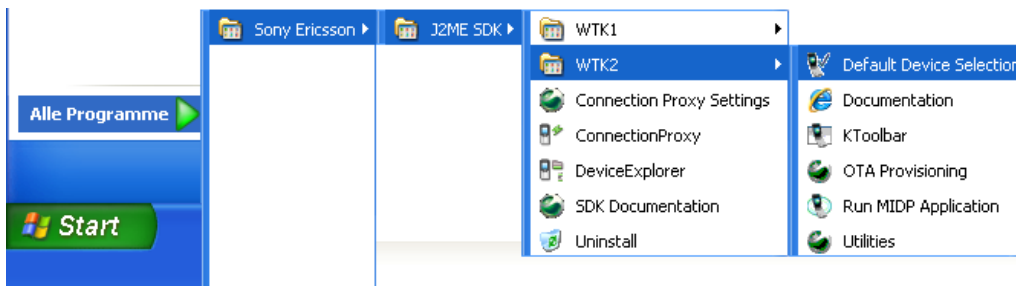 Sony Ericsson
J2ME SDK
WTK1
WTK2
Connection Proxy Settings
ConnectionProxy
DeviceExplorer
SDK Documentation
Uninstall
Default Device Selection
Documentation
KToolbar
OTA Provisioning
Run MIDP Application
Utilities
Alle Programme
Start